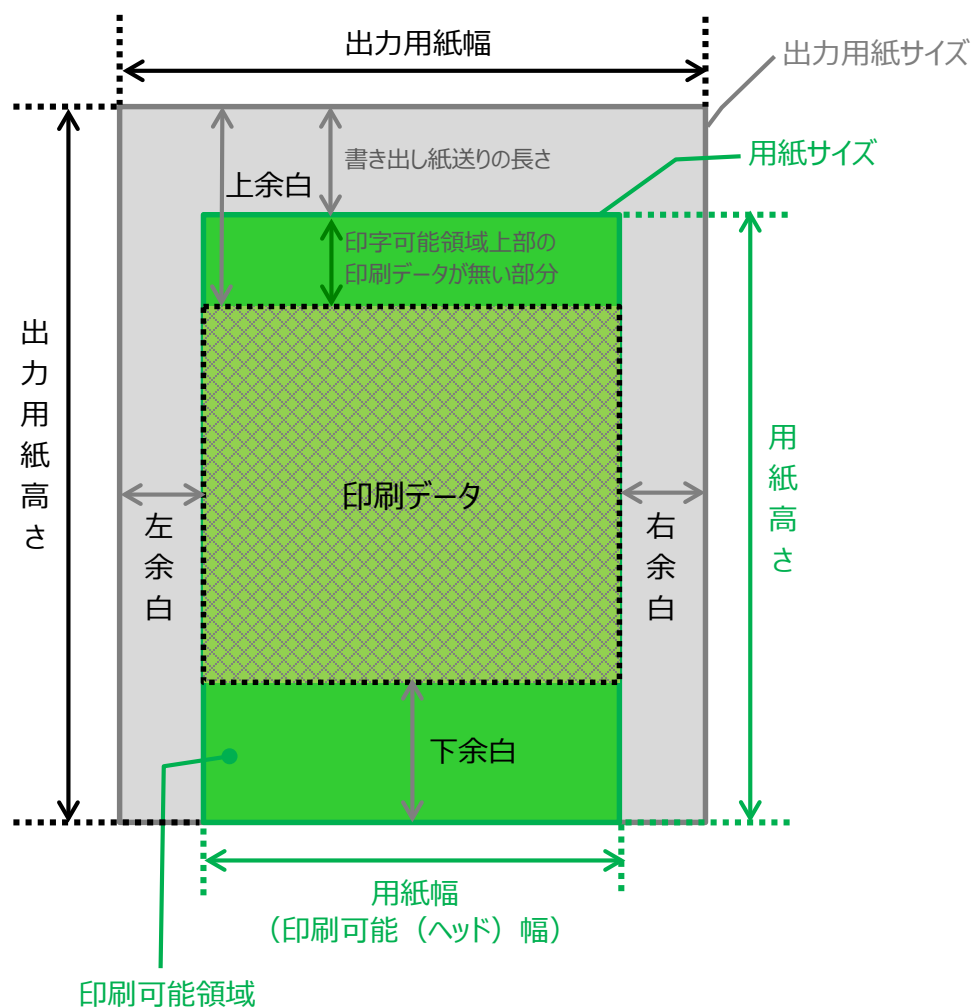 出力用紙幅
出力用紙サイズ
書き出し紙送りの長さ
用紙サイズ
上余白
印字可能領域上部の
印刷データが無い部分
出力用紙高さ
用紙高さ
印刷データ
左余白
右余白
下余白
用紙幅
（印刷可能（ヘッド）幅）
印刷可能領域